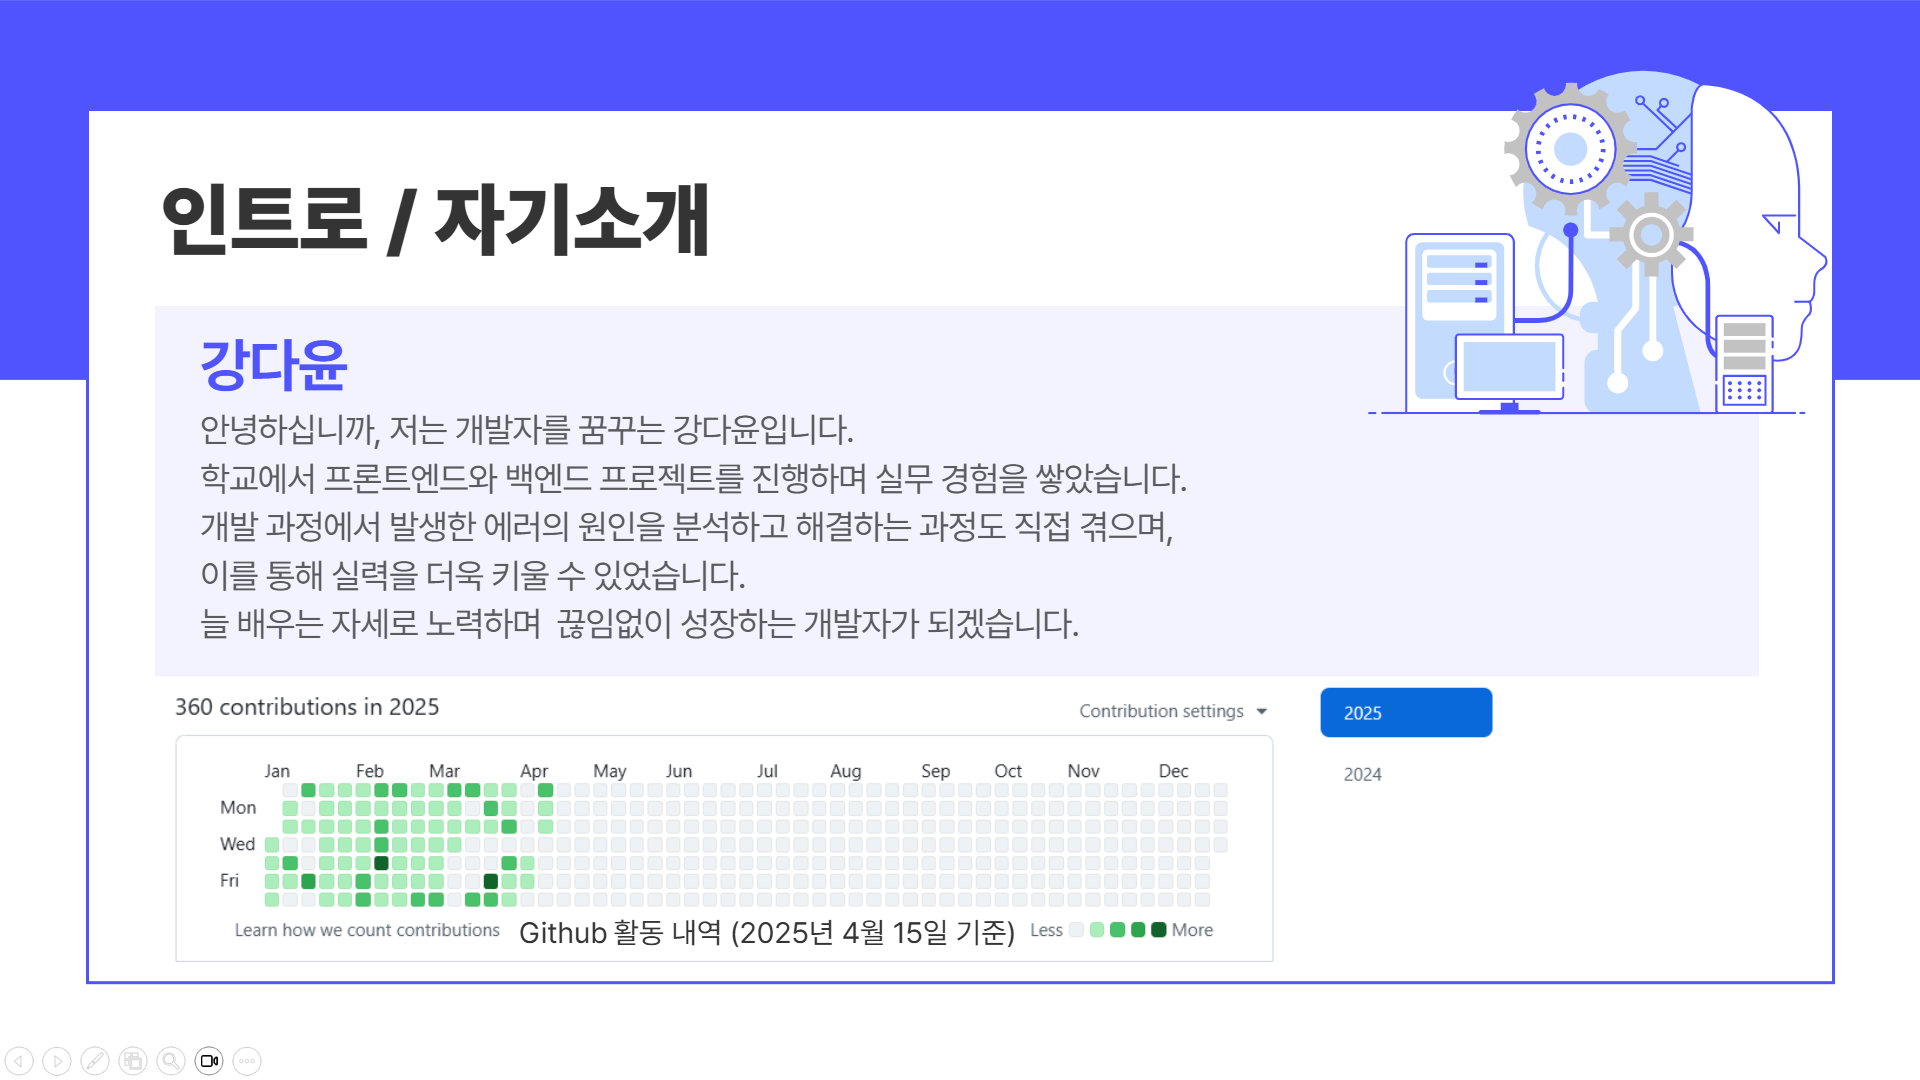 인트로 / 자기소개
강다윤
안녕하십니까, 저는 개발자를 꿈꾸는 강다윤입니다.
학교에서 프론트엔드와 백엔드 프로젝트를 진행하며 실무 경험을 쌓았습니다.
개발 과정에서 발생한 에러의 원인을 분석하고 해결하는 과정도 직접 겪으며,
이를 통해 실력을 더욱 키울 수 있었습니다.
늘 배우는 자세로 노력하며  끊임없이 성장하는 개발자가 되겠습니다.
360 contributions in 2025
Contribution settings
2025
2024
Jan Feb Mar Apr May Jun Jul Aug Sep Oct Nov Dec
Mon
Wed
Fri
Learn how we count contributions
Github 활동 내역 (2025년 4월 15일 기준)
Less More